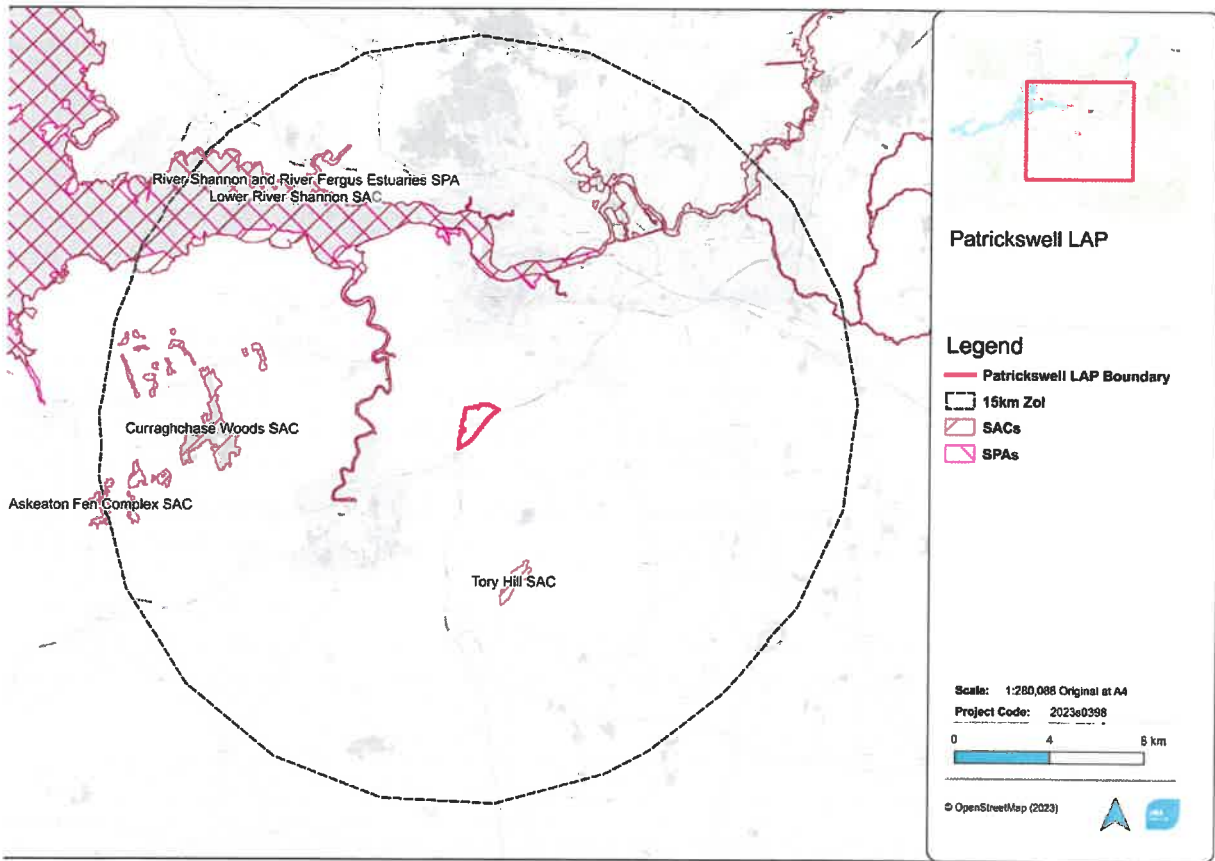 River Shannon and River Fergus Estuaries SPA
Lower River Shannon SAC
Curraghchase Woods SAC
Askeaton Fen Complex SAC
Tory Hill SAC
Patrickswell LAP
Legend
Patrickswell LAP Boundary
15km ZoI
SACs
SPAs
Scale: 1:280,088 Original at A4
Project Code: 2023s0398
0 4 8 km
© OpenStreetMap (2023)